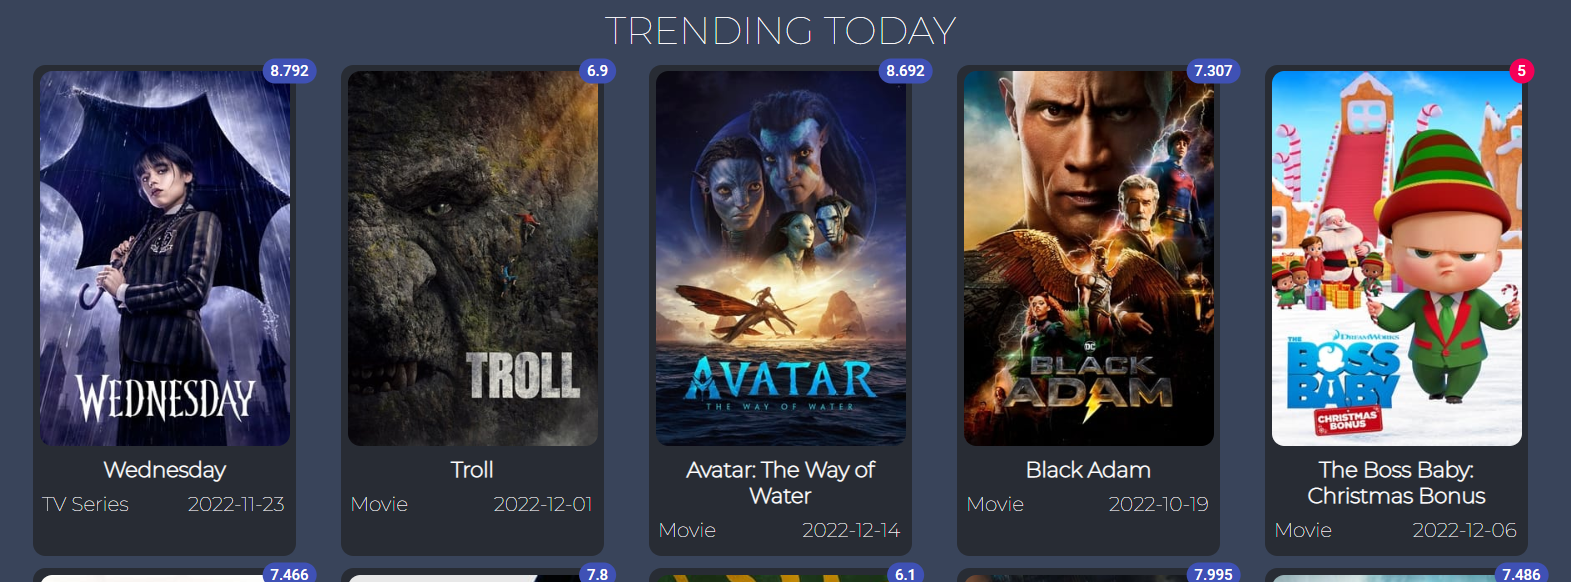 TRENDING TODAY
8.792
6.9
8.692
7.307
5
WEDNESDAY
TROLL
AVATAR
THE WAY OF WATER
DC
BLACK
ADAM
DREAMWORKS
THE
BOSS
BABY
CHRISTMAS
BONUS
Wednesday
TV Series 2022-11-23
Troll
Movie 2022-12-01
Avatar: The Way of
Water
Movie 2022-12-14
Black Adam
Movie 2022-10-19
The Boss Baby:
Christmas Bonus
Movie 2022-12-06
7.466
7.8
6.1
7.995
7.486